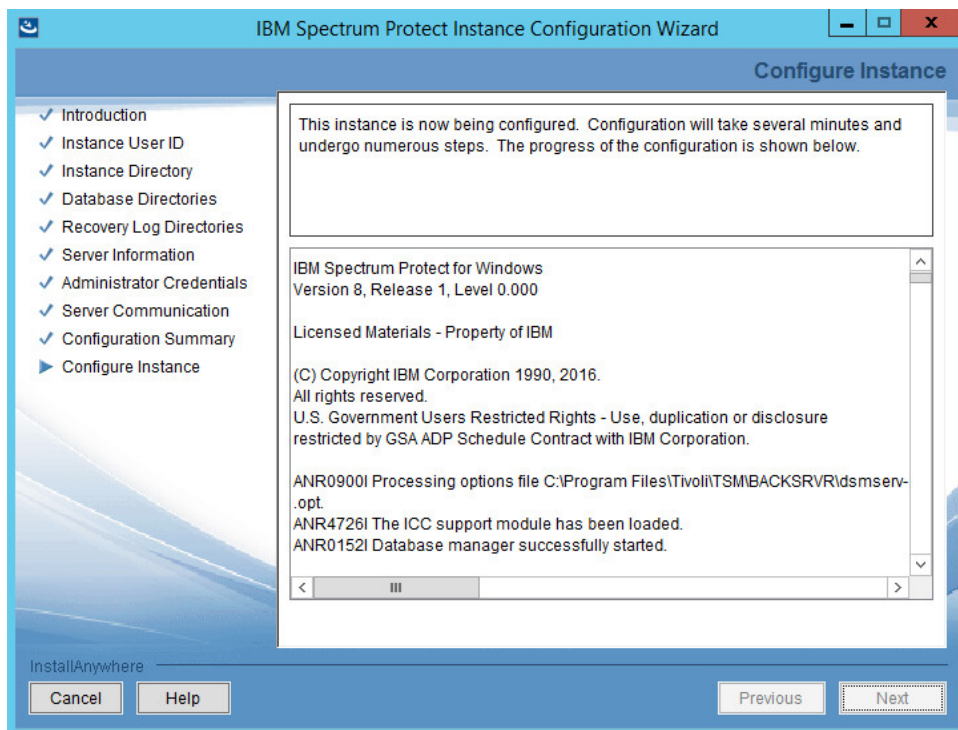 IBM Spectrum Protect Instance Configuration Wizard
Configure Instance
Introduction
Instance User ID
Instance Directory
Database Directories
Recovery Log Directories
Server Information
Administrator Credentials
Server Communication
Configuration Summary
Configure Instance
This instance is now being configured. Configuration will take several minutes and
undergo numerous steps. The progress of the configuration is shown below.
IBM Spectrum Protect for Windows
Version 8, Release 1, Level 0.000
Licensed Materials - Property of IBM
(C) Copyright IBM Corporation 1990, 2016.
All rights reserved.
U.S. Government Users Restricted Rights - Use, duplication or disclosure
restricted by GSA ADP Schedule Contract with IBM Corporation.
ANR0900I Processing options file C:\Program Files\Tivoli\TSM\BACKSRVR\dsmserv-
.opt.
ANR4726I The ICC support module has been loaded.
ANR0152I Database manager successfully started.
InstallAnywhere
Cancel Help Previous Next